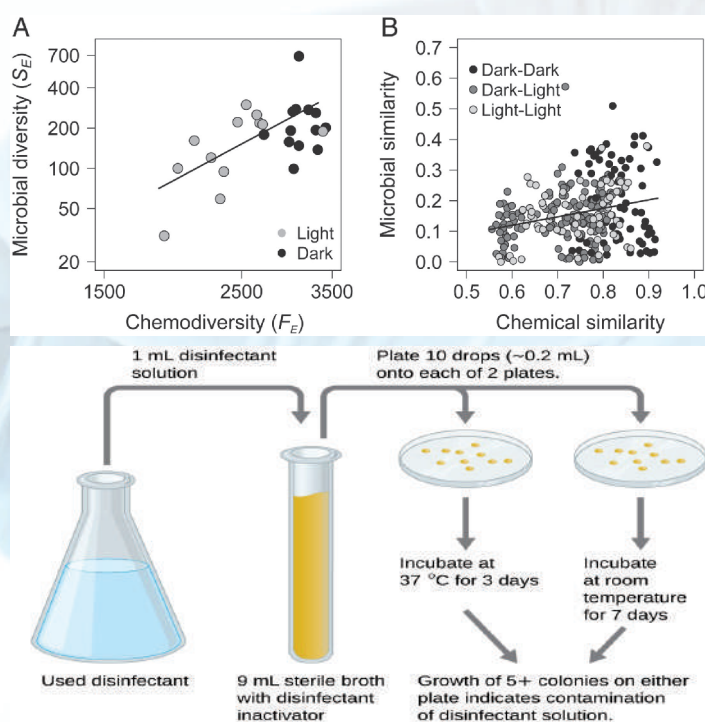 A
Microbial diversity (S_E)
700
400
200
100
50
20
Light
Dark
1500
2500
3500
Chemodiversity (F_E)
B
Microbial similarity
0.7
0.6
0.5
0.4
0.3
0.2
0.1
0.0
Dark-Dark
Dark-Light
Light-Light
0.5
0.6
0.7
0.8
0.9
1.0
Chemical similarity
1 mL disinfectant
solution
Plate 10 drops (~0.2 mL)
onto each of 2 plates.
Incubate at
37 °C for 3 days
Incubate
at room
temperature
for 7 days
Used disinfectant
9 mL sterile broth
with disinfectant
inactivator
Growth of 5+ colonies on either
plate indicates contamination
of disinfectant solution.